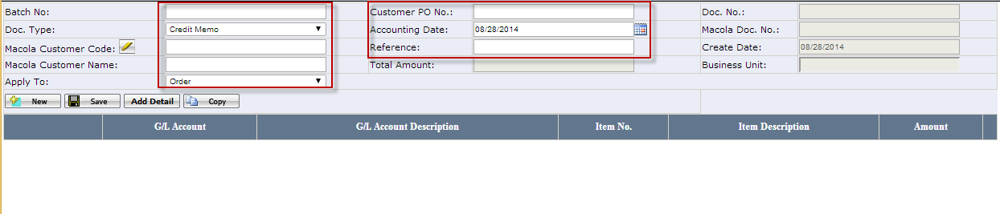 Batch No: Customer PO No.: Doc. No.:
Doc. Type: Credit Memo Accounting Date: 08/28/2014 Macola Doc. No.:
Macola Customer Code: Reference: Create Date: 08/28/2014
Macola Customer Name: Total Amount: Business Unit:
Apply To: Order
New Save Add Detail Copy
G/L Account G/L Account Description Item No. Item Description Amount